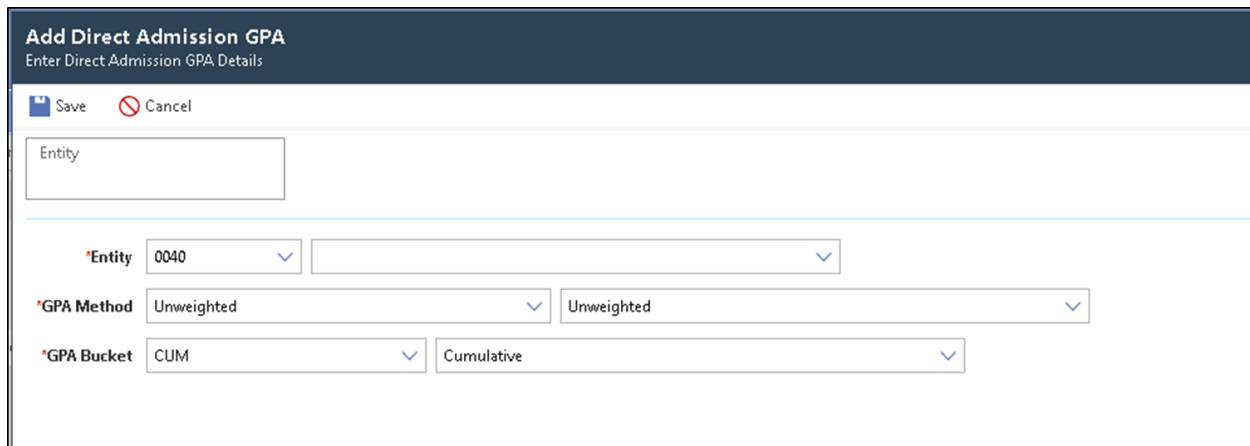 Add Direct Admission GPA
Enter Direct Admission GPA Details
Save Cancel
Entity
*Entity 0040
*GPA Method Unweighted Unweighted
*GPA Bucket CUM Cumulative